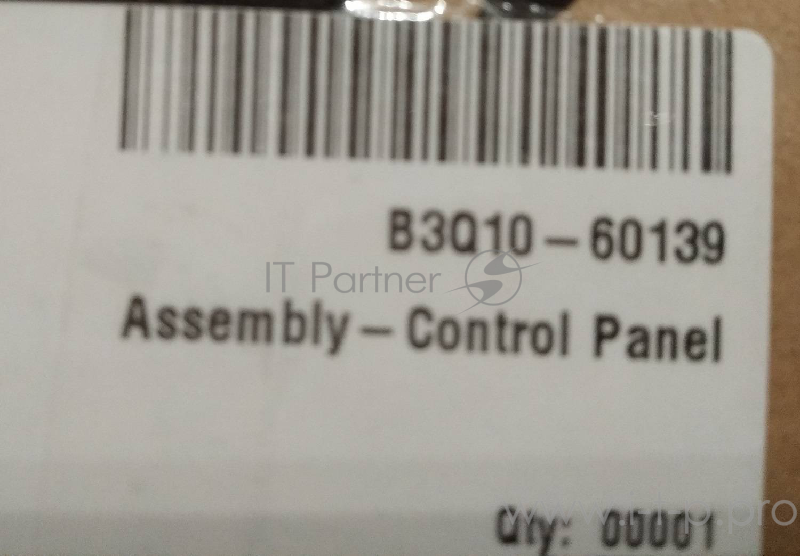 B3Q10-60139
IT Partner
Assembly-Control Panel
Qty: 00001